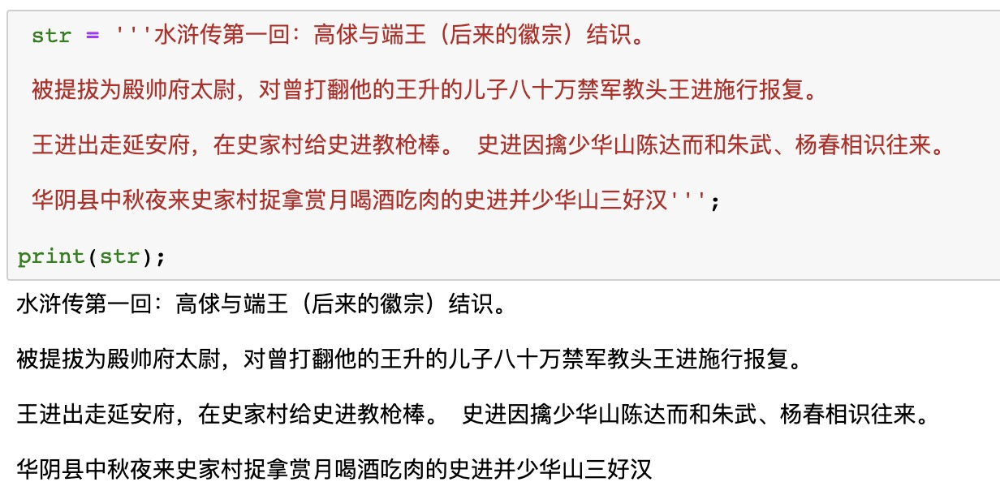 str = '''水浒传第一回：高俅与端王（后来的徽宗）结识。
被提拔为殿帅府太尉，对曾打翻他的王升的儿子八十万禁军教头王进施行报复。
王进出走延安府，在史家村给史进教枪棒。 史进因擒少华山陈达而和朱武、杨春相识往来。
华阴县中秋夜来史家村捉拿赏月喝酒吃肉的史进并少华山三好汉''';
print(str);
水浒传第一回：高俅与端王（后来的徽宗）结识。
被提拔为殿帅府太尉，对曾打翻他的王升的儿子八十万禁军教头王进施行报复。
王进出走延安府，在史家村给史进教枪棒。 史进因擒少华山陈达而和朱武、杨春相识往来。
华阴县中秋夜来史家村捉拿赏月喝酒吃肉的史进并少华山三好汉